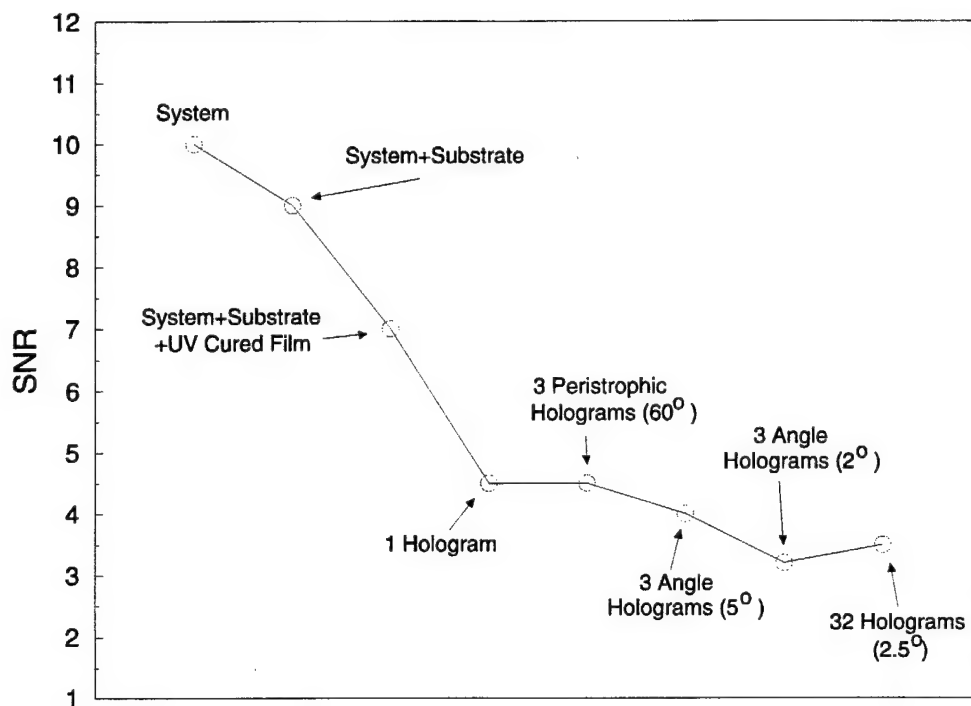 12
11
10
9
8
7
6
5
4
3
2
1
SNR
System
System+Substrate
System+Substrate
+UV Cured Film
1 Hologram
3 Peristrophic
Holograms (60°)
3 Angle
Holograms (5°)
3 Angle
Holograms (2°)
32 Holograms
(2.5°)